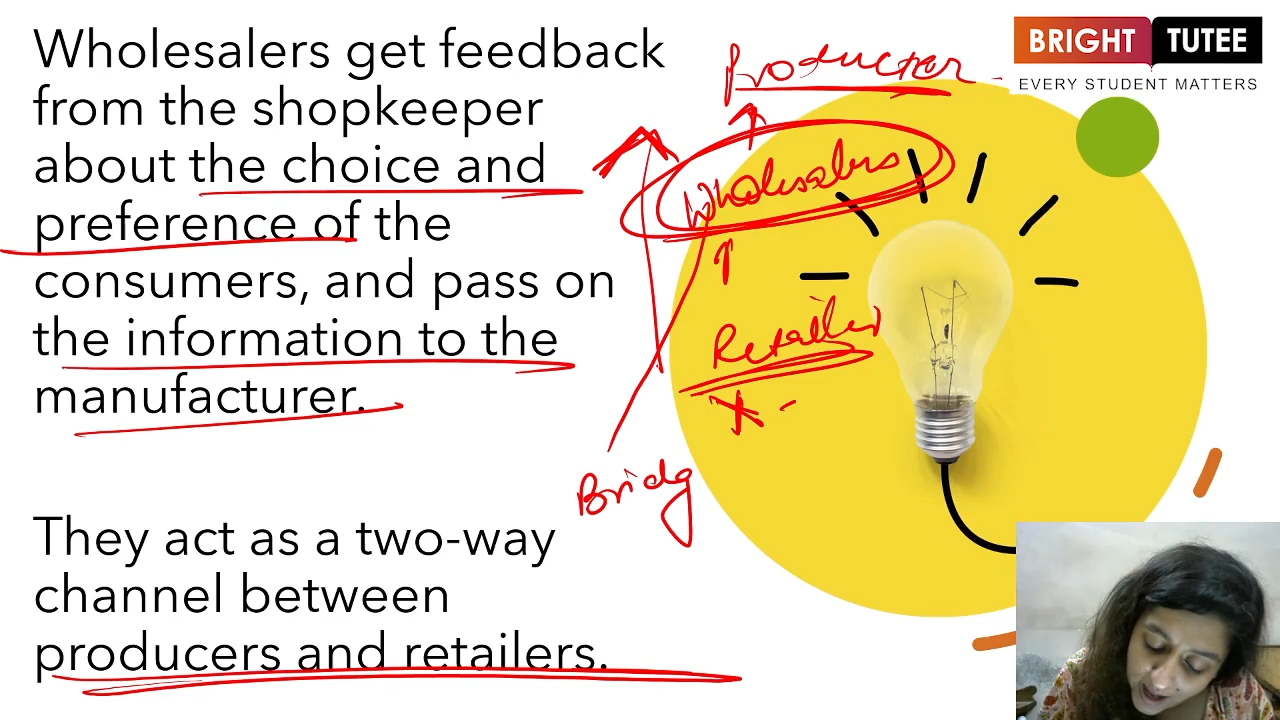 Wholesalers get feedback
from the shopkeeper
about the choice and
preference of the
consumers, and pass on
the information to the
manufacturer.
They act as a two-way
channel between
producers and retailers.
BRIGHT TUTEE
EVERY STUDENT MATTERS
Wholesalers
Retailer
Bridg